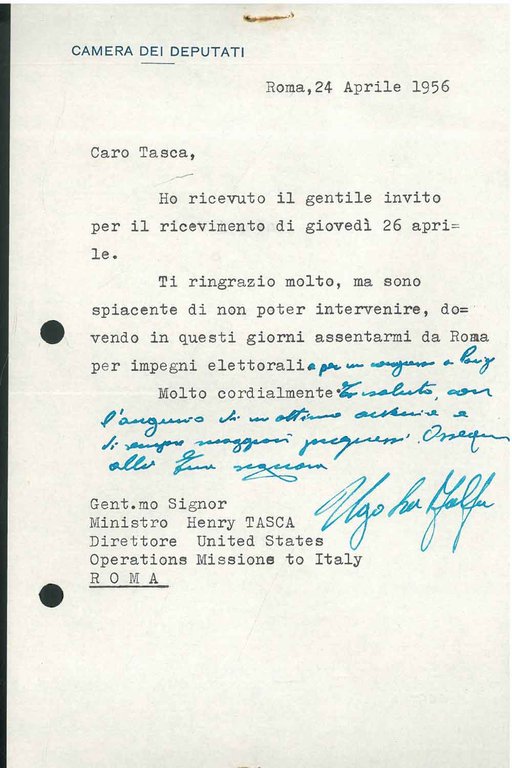 CAMERA DEI DEPUTATI
Roma,24 Aprile 1956
Caro Tasca,
Ho ricevuto il gentile invito
per il ricevimento di giovedì 26 apri=
le.
Ti ringrazio molto, ma sono
spiacente di non poter intervenire, do=
vendo in questi giorni assentarmi da Roma
per impegni elettorali e per un congresso a Parigi
Molto cordialmente Ti saluto, con
l'augurio di un ottimo avvenire e
di sempre maggiori progressi. Ossequi
alla Tua signora
Ugo La Malfa
Gent.mo Signor
Ministro Henry TASCA
Direttore United States
Operations Missions to Italy
R O M A